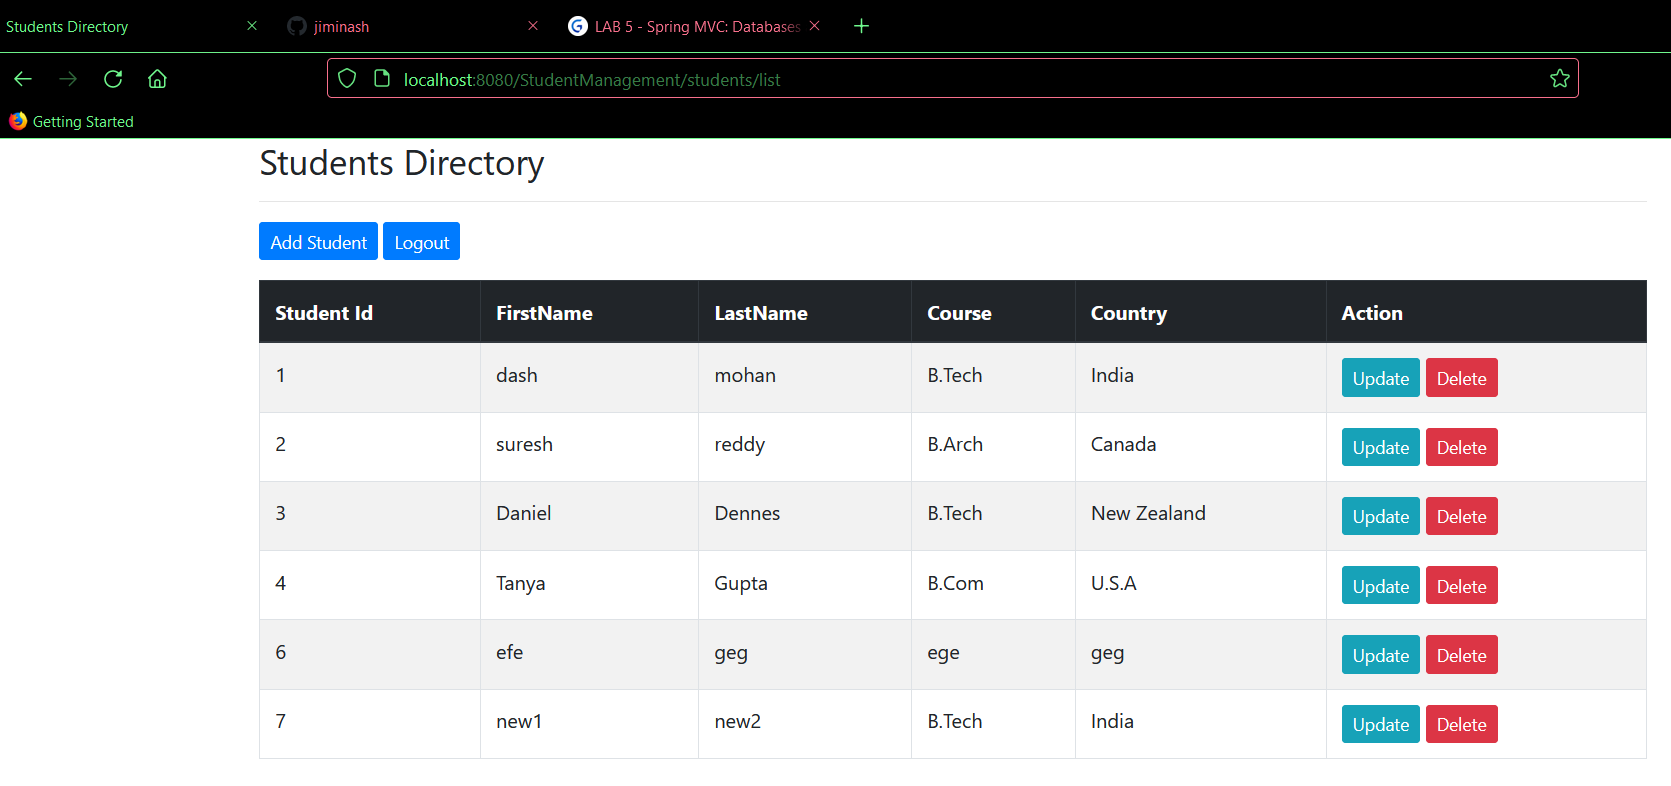 Students Directory
jiminash
LAB 5 - Spring MVC: Databases
localhost:8080/StudentManagement/students/list
Getting Started
Students Directory
Add Student Logout
Student Id FirstName LastName Course Country Action
1 dash mohan B.Tech India Update Delete
2 suresh reddy B.Arch Canada Update Delete
3 Daniel Dennes B.Tech New Zealand Update Delete
4 Tanya Gupta B.Com U.S.A Update Delete
6 efe geg ege geg Update Delete
7 new1 new2 B.Tech India Update Delete